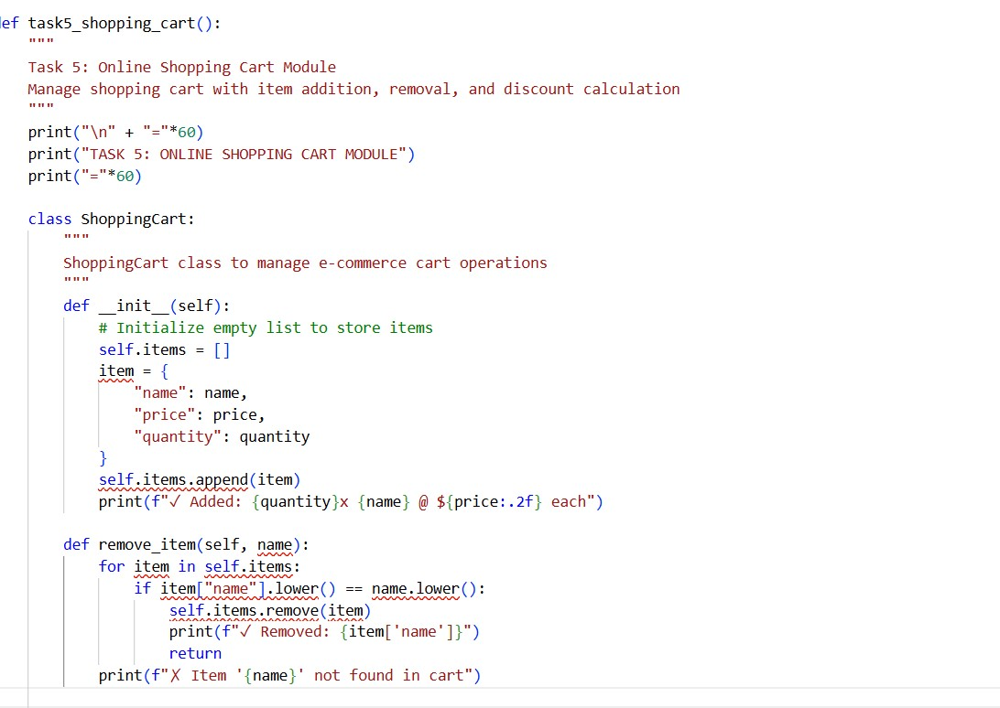 ef task5_shopping_cart():
"""
Task 5: Online Shopping Cart Module
Manage shopping cart with item addition, removal, and discount calculation
"""
print("\n" + "="*60)
print("TASK 5: ONLINE SHOPPING CART MODULE")
print("="*60)
class ShoppingCart:
"""
ShoppingCart class to manage e-commerce cart operations
"""
def __init__(self):
# Initialize empty list to store items
self.items = []
item = {
"name": name,
"price": price,
"quantity": quantity
}
self.items.append(item)
print(f"✓ Added: {quantity}x {name} @ ${price:.2f} each")
def remove_item(self, name):
for item in self.items:
if item["name"].lower() == name.lower():
self.items.remove(item)
print(f"✓ Removed: {item['name']}")
return
print(f"✗ Item '{name}' not found in cart")